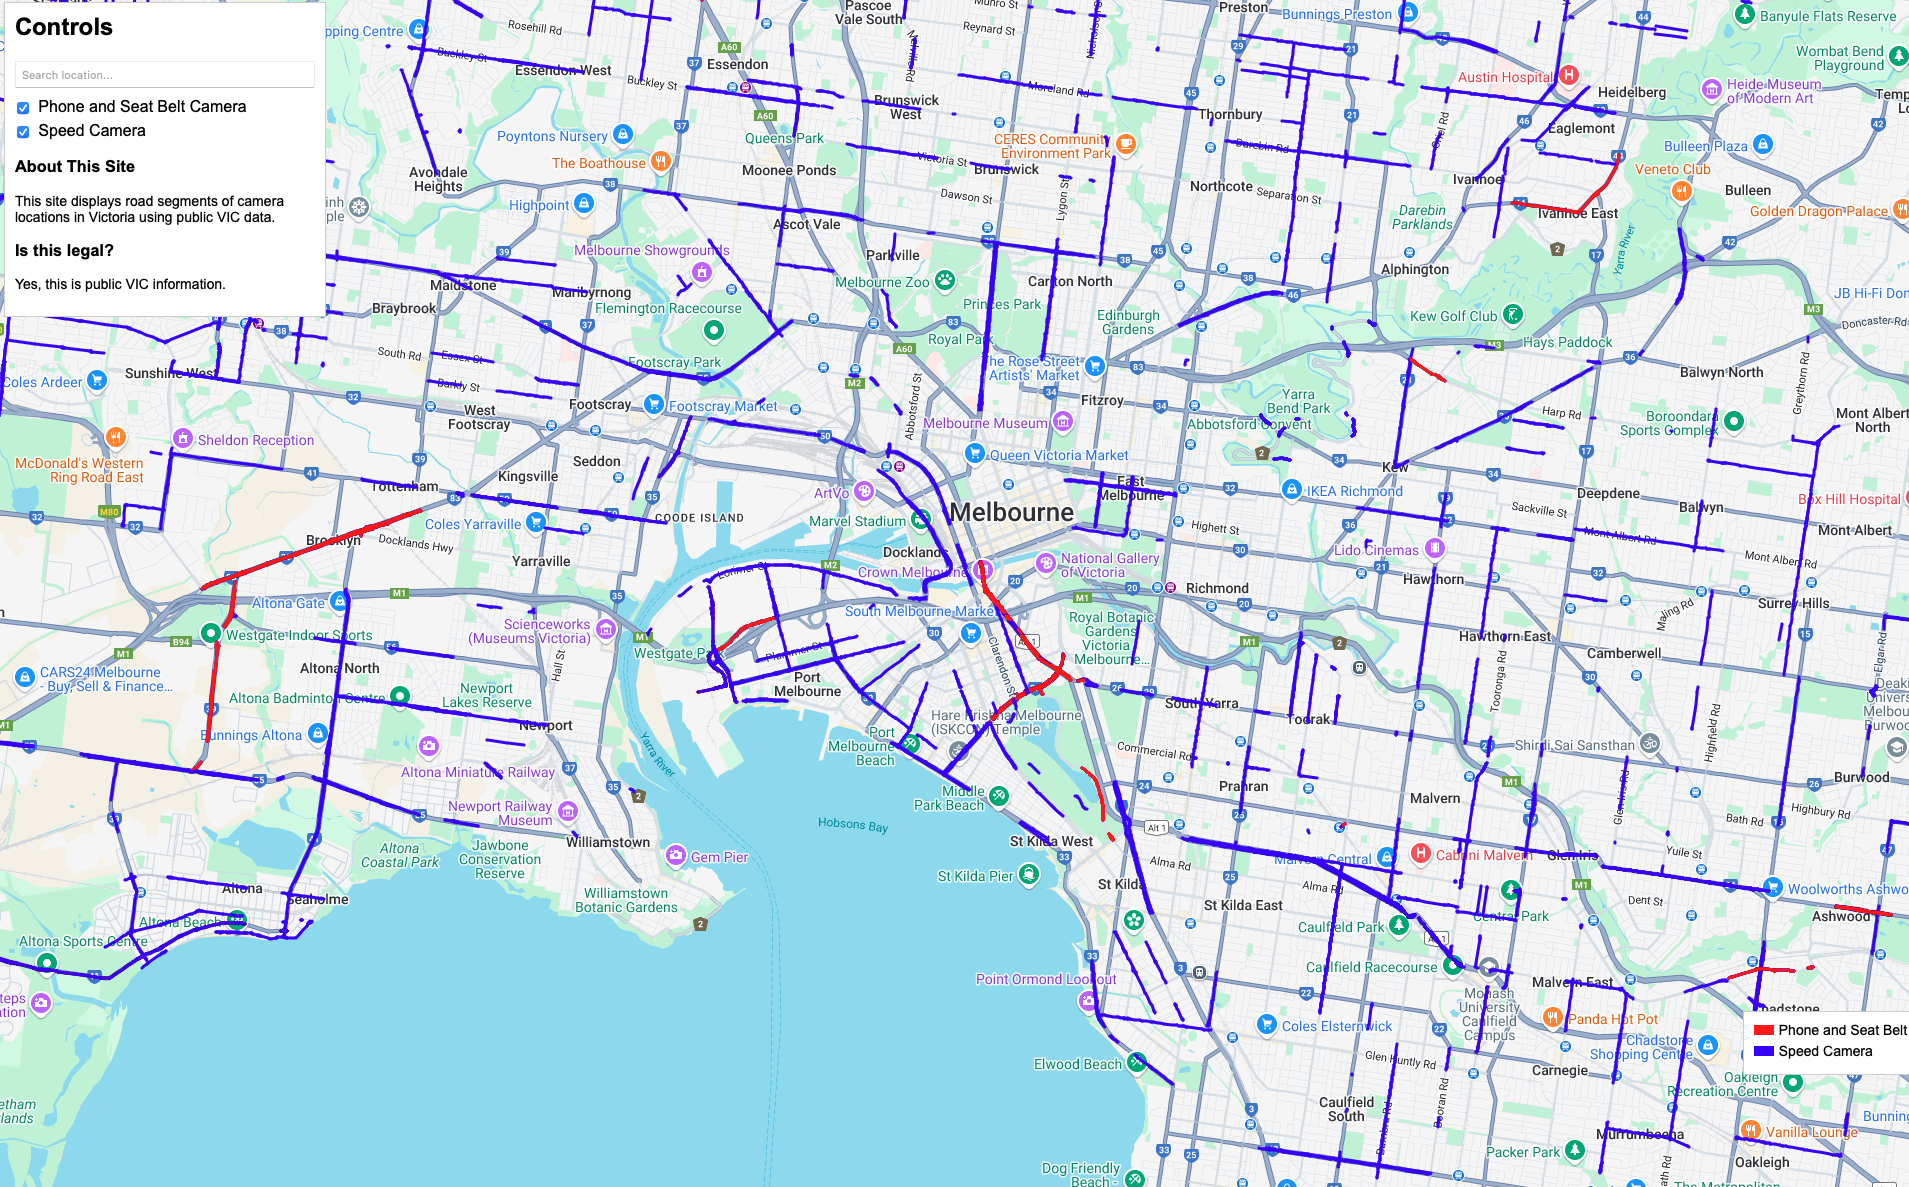 Controls
Search location...
Phone and Seat Belt Camera
Speed Camera
About This Site
This site displays road segments of camera
locations in Victoria using public VIC data.
Is this legal?
Yes, this is public VIC information.
Pascoe
Vale South
Munro St
Reynard St
Preston
Bunnings Preston
Banyule Flats Reserve
Wombat Bend
Playground
Rosehill Rd
Buckley St
Essendon West
Buckley St
Essendon
Brunswick
West
Moreland Rd
Thornbury
Austin Hospital
Heidelberg
Heide Museum
of Modern Art
Eaglemont
Bulleen Plaza
Poyntons Nursery
The Boathouse
Queens Park
Moonee Ponds
Victoria St
Brunswick
CERES Community
Environment Park
Darebin Rd
Avondale
Heights
Highpoint
Dawson St
Lygon St
Northcote
Separation St
Ivanhoe
Veneto Club
Bulleen
Ivanhoe East
Golden Dragon Palace
Darebin
Parklands
Ascot Vale
Melbourne Showgrounds
Parkville
Melbourne Zoo
Carlton North
Princes Park
Alphington
Yarra River
Maidstone
Maribyrnong
Braybrook
Flemington Racecourse
Royal Park
Edinburgh
Gardens
Kew Golf Club
Hays Paddock
Doncaster Rd
South Rd
Essex St
Footscray Park
The Rose Street
Artists' Market
Coles Ardeer
Sunshine West
Barkly St
Footscray
Footscray Market
West
Footscray
Abbotsford St
Fitzroy
Yarra
Bend Park
Abbotsford Convent
Balwyn North
Greythorn Rd
Harp Rd
Boroondara
Sports Complex
Mont Albert
North
Sheldon Reception
McDonald's Western
Ring Road East
Melbourne Museum
Queen Victoria Market
Kew
Seddon
Kingsville
Tottenham
ArtVo
East
Melbourne
IKEA Richmond
Deepdene
Box Hill Hospital
Balwyn
Sackville St
Mont Albert
Marvel Stadium
Melbourne
COODE ISLAND
Coles Yarraville
Brooklyn
Docklands Hwy
Yarraville
Docklands
Highett St
Lido Cinemas
Mont Albert Rd
Mont Albert Rd
Lorimer St
Crown Melbourne
National Gallery
of Victoria
Richmond
Hawthorn
Altona Gate
Westgate Indoor Sports
Scienceworks
(Museums Victoria)
South Melbourne Market
Royal Botanic
Gardens
Victoria
Melbourne...
Maling Rd
Surrey Hills
Hawthorn East
Camberwell
Elgar Rd
CARS24 Melbourne
- Buy, Sell & Finance...
Altona North
Hall St
Westgate Park
Plummer St
Port
Melbourne
Clarendon St
South Yarra
Toorak
Tooronga Rd
Altona Badminton Centre
Newport
Lakes Reserve
Newport
Bunnings Altona
Hare Krishna Melbourne
(ISKCON) Temple
Port
Melbourne
Beach
Commercial Rd
Shirdi Sai Sansthan
Highfield Rd
Altona Miniature Railway
Yarra River
Newport Railway
Museum
Middle
Park Beach
Prahran
Malvern
Glen Iris Rd
Burwood
Highbury Rd
Bath Rd
Hobsons Bay
Williamstown
Altona
Coastal Park
Jawbone
Conservation
Reserve
Gem Pier
St Kilda West
Alma Rd
Malvern Central
Cabrini Malvern
Glen Iris
Yuile St
St Kilda Pier
St Kilda
Alma Rd
Woolworths Ashwo
Williamstown
Botanic Gardens
Altona
Seaholme
Altona Beach
St Kilda East
Dent St
Central Park
Ashwood
Caulfield Park
Altona Sports Centre
Caulfield Racecourse
Point Ormond Lookout
Monash
University
Caulfield
Campus
Malvern East
Chadstone
Coles Elsternwick
Panda Hot Pot
Chadstone
Shopping Centre
Phone and Seat Belt
Speed Camera
Elwood Beach
Glen Huntly Rd
Carnegie
Oakleigh
Recreation Centre
Caulfield
South
Booran Rd
Murrumbeena
Vanilla Lounge
Packer Park
Oakleigh
Dog Friendly
Beach -
The Metropolitan